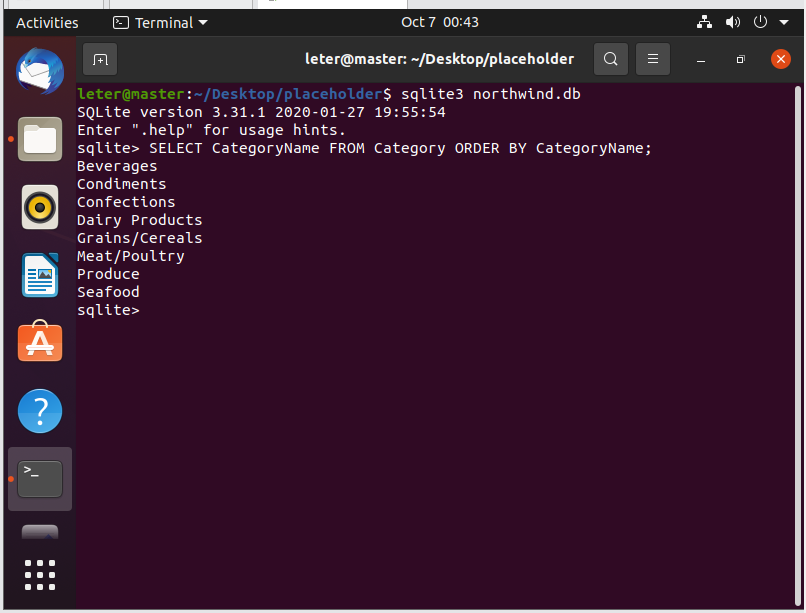 Activities
Terminal
Oct 7 00:43
leter@master: ~/Desktop/placeholder
leter@master:~/Desktop/placeholder$ sqlite3 northwind.db
SQLite version 3.31.1 2020-01-27 19:55:54
Enter ".help" for usage hints.
sqlite> SELECT CategoryName FROM Category ORDER BY CategoryName;
Beverages
Condiments
Confections
Dairy Products
Grains/Cereals
Meat/Poultry
Produce
Seafood
sqlite>